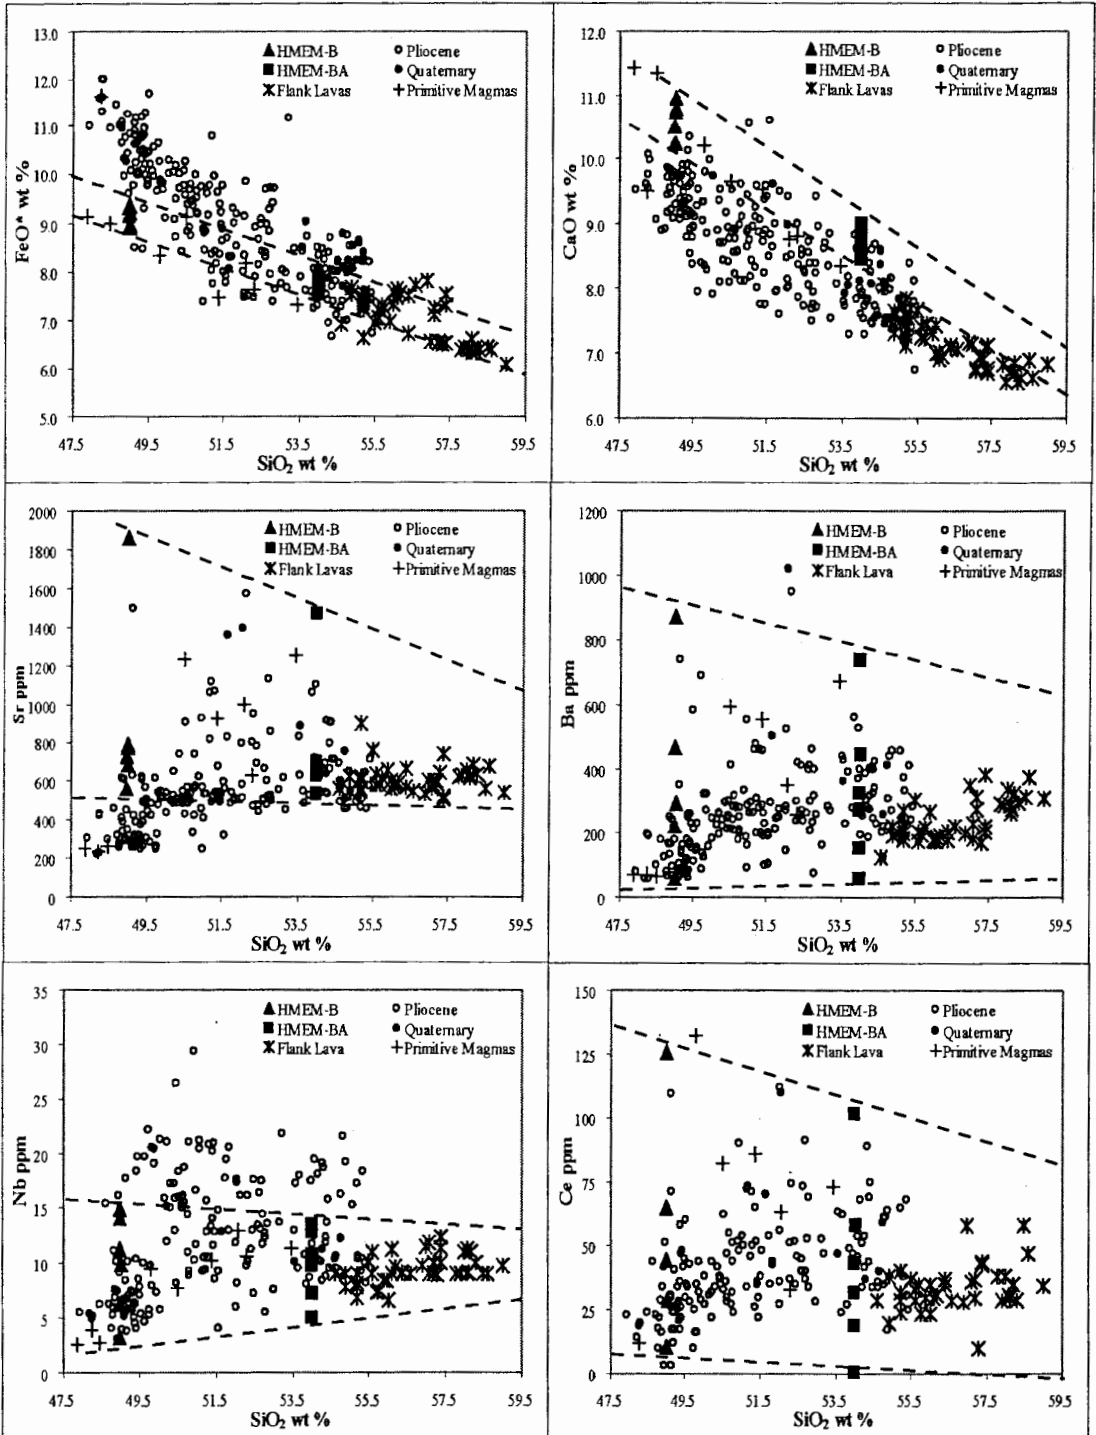 HMEM-B Pliocene
HMEM-BA Quaternary
Flank Lavas Primitive Magmas
13.0
12.0
11.0
10.0
9.0
8.0
7.0
6.0
5.0
FeO* wt %
47.5 49.5 51.5 53.5 55.5 57.5 59.5
SiO₂ wt %
HMEM-B Pliocene
HMEM-BA Quaternary
Flank Lavas Primitive Magmas
12.0
11.0
10.0
9.0
8.0
7.0
6.0
CaO wt %
47.5 49.5 51.5 53.5 55.5 57.5 59.5
SiO₂ wt %
HMEM-B Pliocene
HMEM-BA Quaternary
Flank Lavas Primitive Magmas
2000
1800
1600
1400
1200
1000
800
600
400
200
0
Sr ppm
47.5 49.5 51.5 53.5 55.5 57.5 59.5
SiO₂ wt %
HMEM-B Pliocene
HMEM-BA Quaternary
Flank Lava Primitive Magmas
1200
1000
800
600
400
200
0
Ba ppm
47.5 49.5 51.5 53.5 55.5 57.5 59.5
SiO₂ wt %
HMEM-B Pliocene
HMEM-BA Quaternary
Flank Lava Primitive Magmas
35
30
25
20
15
10
5
0
Nb ppm
47.5 49.5 51.5 53.5 55.5 57.5 59.5
SiO₂ wt %
HMEM-B Pliocene
HMEM-BA Quaternary
Flank Lava Primitive Magmas
150
125
100
75
50
25
0
Ce ppm
47.5 49.5 51.5 53.5 55.5 57.5 59.5
SiO₂ wt %